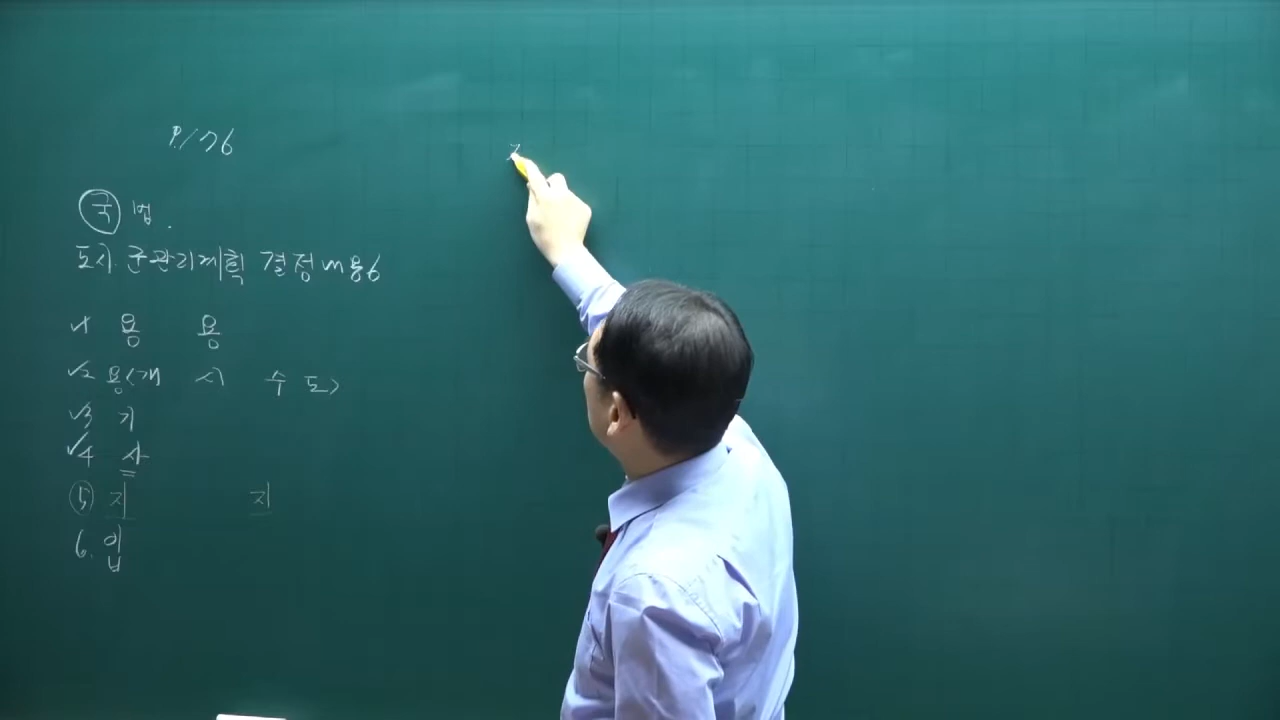 P.176
국 법.
도시.군관리계획 결정내용6
1 용 용
2 용(개 시 수 도)
3 기
4 사
5 지 지
6. 입